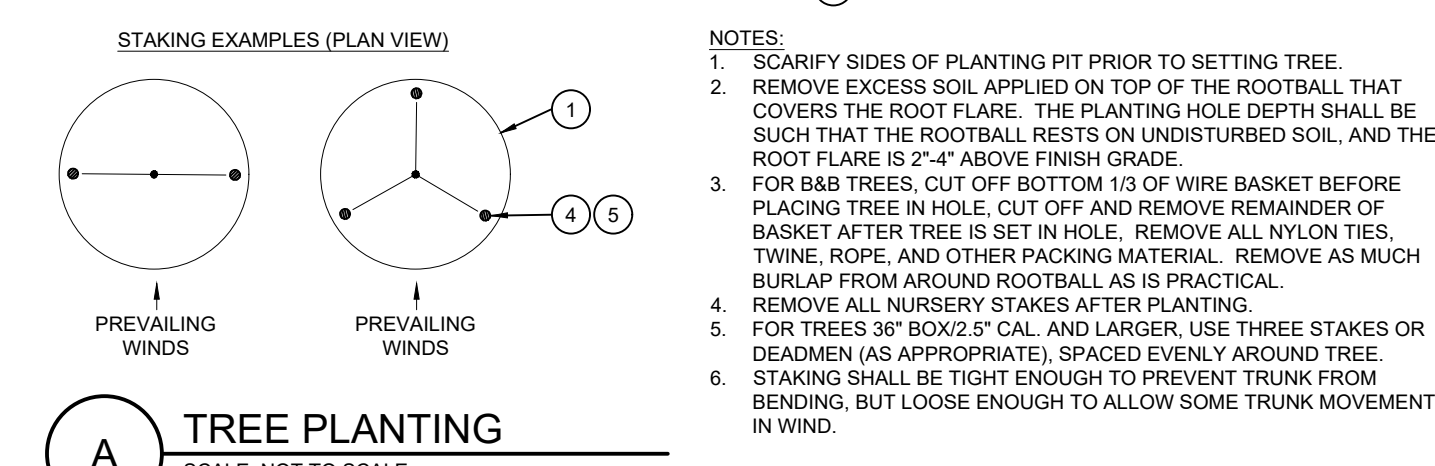 STAKING EXAMPLES (PLAN VIEW)
1
4 5
PREVAILING
WINDS
PREVAILING
WINDS
A
TREE PLANTING
SCALE: NOT TO SCALE
NOTES:
1. SCARIFY SIDES OF PLANTING PIT PRIOR TO SETTING TREE.
2. REMOVE EXCESS SOIL APPLIED ON TOP OF THE ROOTBALL THAT
COVERS THE ROOT FLARE. THE PLANTING HOLE DEPTH SHALL BE
SUCH THAT THE ROOTBALL RESTS ON UNDISTURBED SOIL, AND THE
ROOT FLARE IS 2"-4" ABOVE FINISH GRADE.
3. FOR B&B TREES, CUT OFF BOTTOM 1/3 OF WIRE BASKET BEFORE
PLACING TREE IN HOLE, CUT OFF AND REMOVE REMAINDER OF
BASKET AFTER TREE IS SET IN HOLE, REMOVE ALL NYLON TIES,
TWINE, ROPE, AND OTHER PACKING MATERIAL. REMOVE AS MUCH
BURLAP FROM AROUND ROOTBALL AS IS PRACTICAL.
4. REMOVE ALL NURSERY STAKES AFTER PLANTING.
5. FOR TREES 36" BOX/2.5" CAL. AND LARGER, USE THREE STAKES OR
DEADMEN (AS APPROPRIATE), SPACED EVENLY AROUND TREE.
6. STAKING SHALL BE TIGHT ENOUGH TO PREVENT TRUNK FROM
BENDING, BUT LOOSE ENOUGH TO ALLOW SOME TRUNK MOVEMENT
IN WIND.